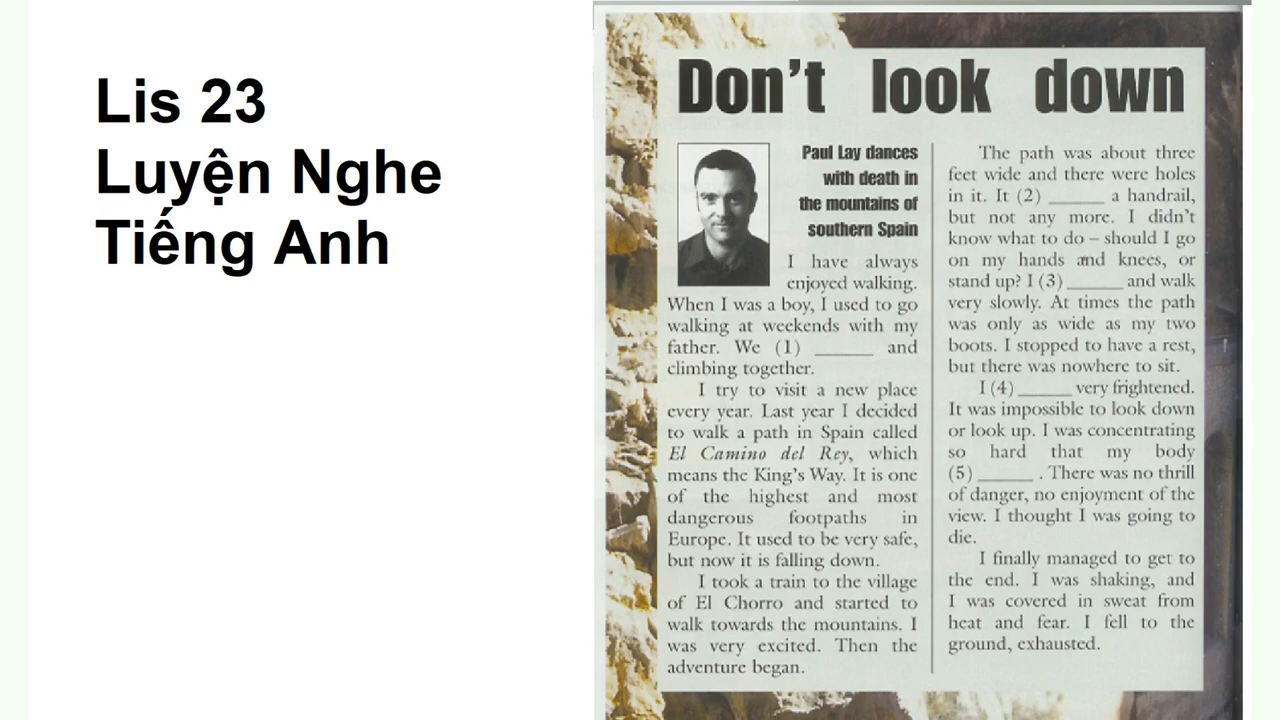 Lis 23
Luyện Nghe
Tiếng Anh
Don't look down
Paul Lay dances
with death in
the mountains of
southern Spain
I have always
enjoyed walking.
When I was a boy, I used to go
walking at weekends with my
father. We (1) ______ and
climbing together.
I try to visit a new place
every year. Last year I decided
to walk a path in Spain called
El Camino del Rey, which
means the King's Way. It is one
of the highest and most
dangerous footpaths in
Europe. It used to be very safe,
but now it is falling down.
I took a train to the village
of El Chorro and started to
walk towards the mountains. I
was very excited. Then the
adventure began.
The path was about three
feet wide and there were holes
in it. It (2) ______ a handrail,
but not any more. I didn't
know what to do – should I go
on my hands and knees, or
stand up? I (3) ______ and walk
very slowly. At times the path
was only as wide as my two
boots. I stopped to have a rest,
but there was nowhere to sit.
I (4) ______ very frightened.
It was impossible to look down
or look up. I was concentrating
so hard that my body
(5) ______ . There was no thrill
of danger, no enjoyment of the
view. I thought I was going to
die.
I finally managed to get to
the end. I was shaking, and
I was covered in sweat from
heat and fear. I fell to the
ground, exhausted.